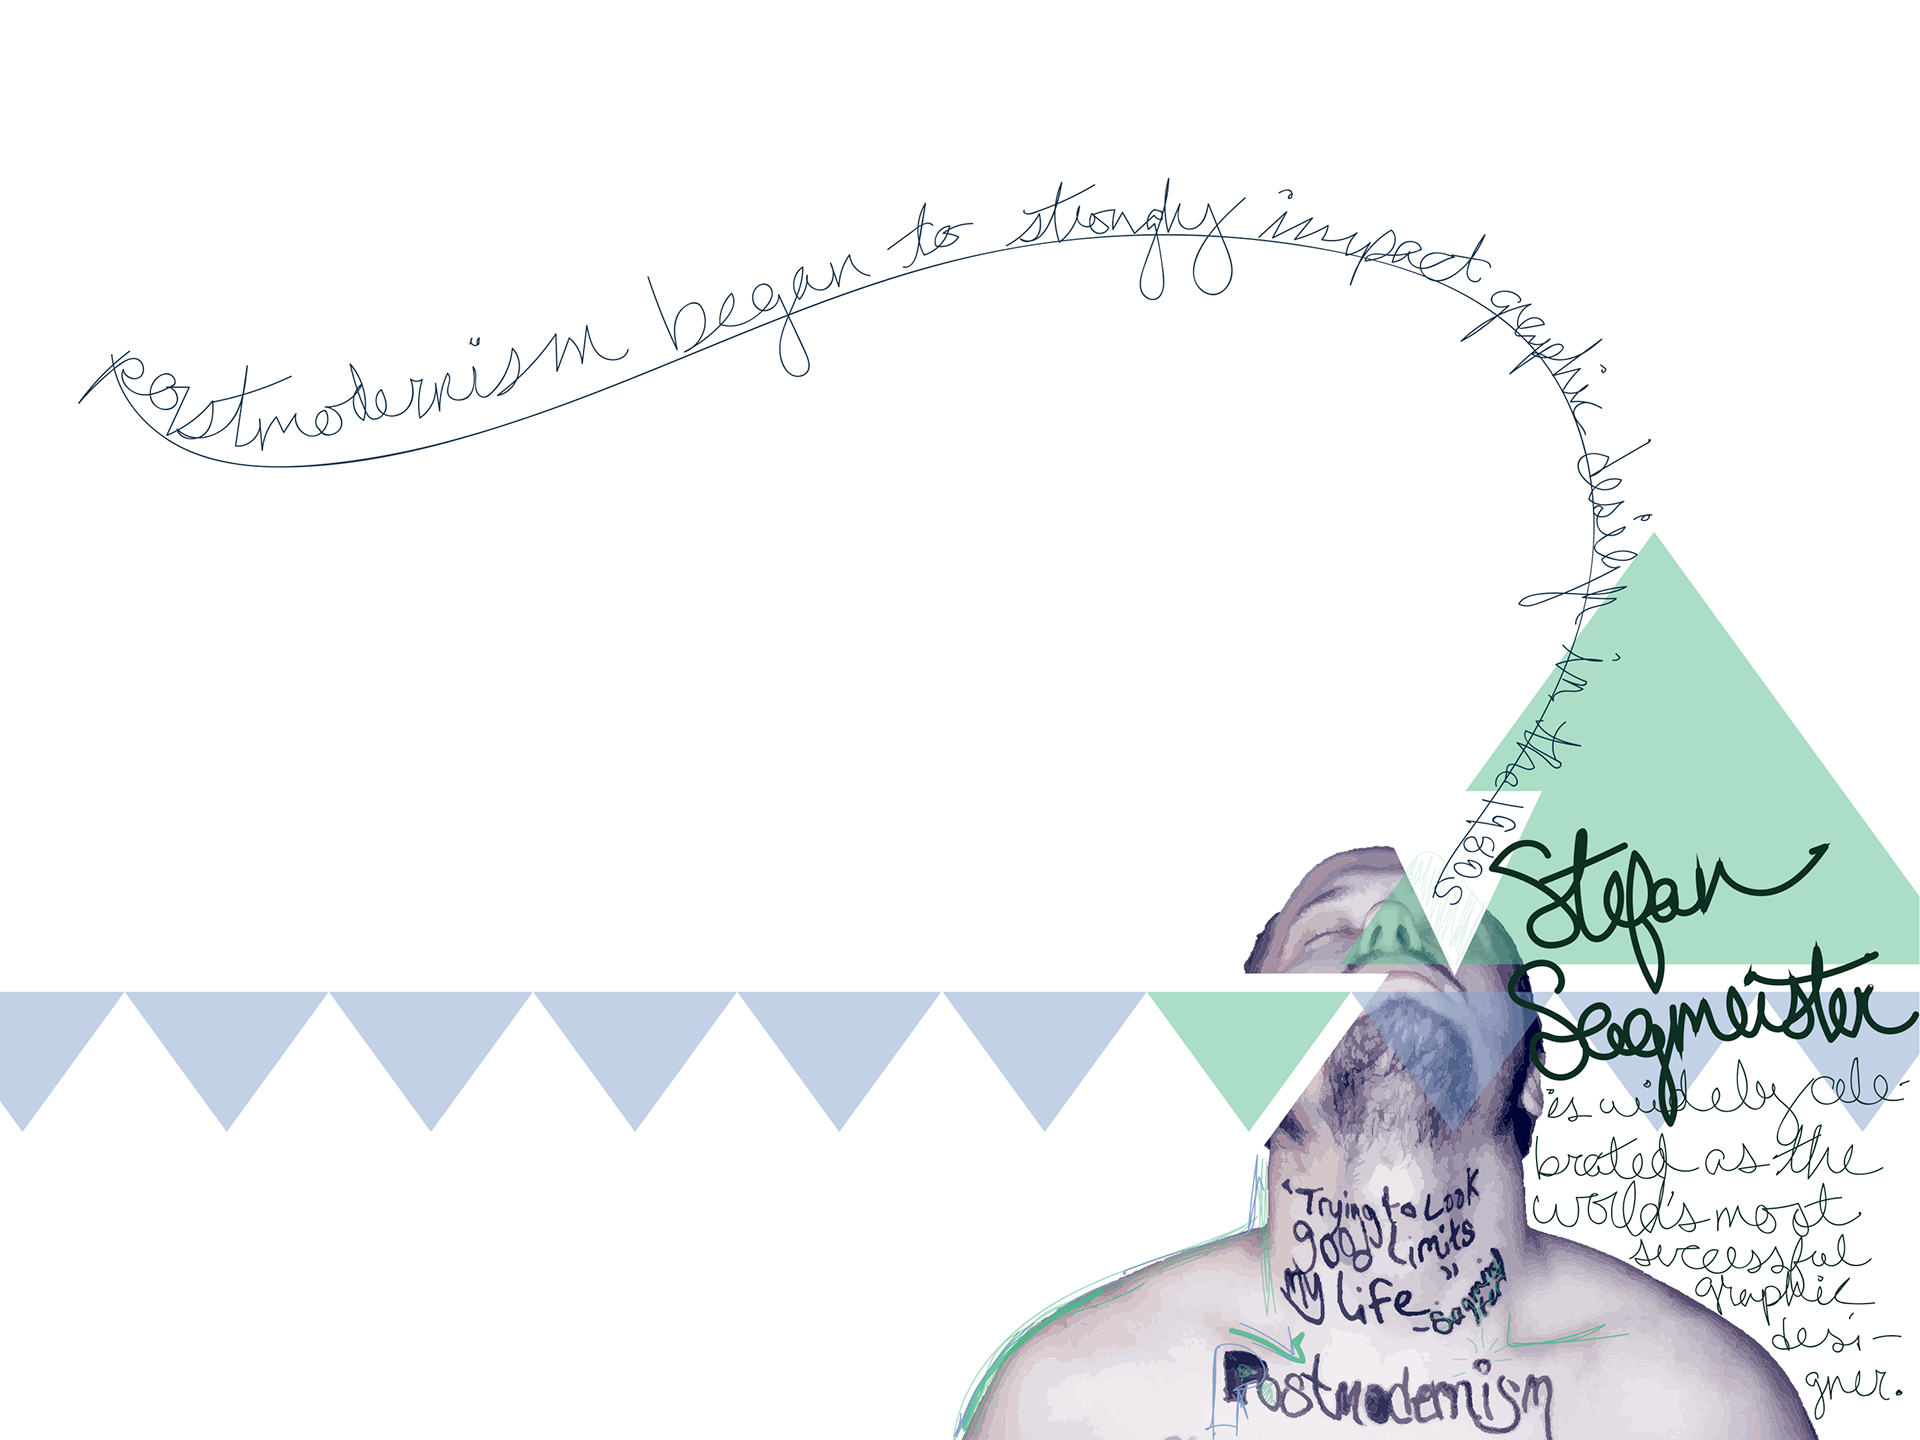 Postmodernism began to strongly impact graphic design in the 1980s
Stefan
Sagmeister
is widely cele-
brated as the
world's most
successful
graphic
desi-
gner.
"Trying to Look
good Limits
my Life"
-Sagmeister
Postmodernism